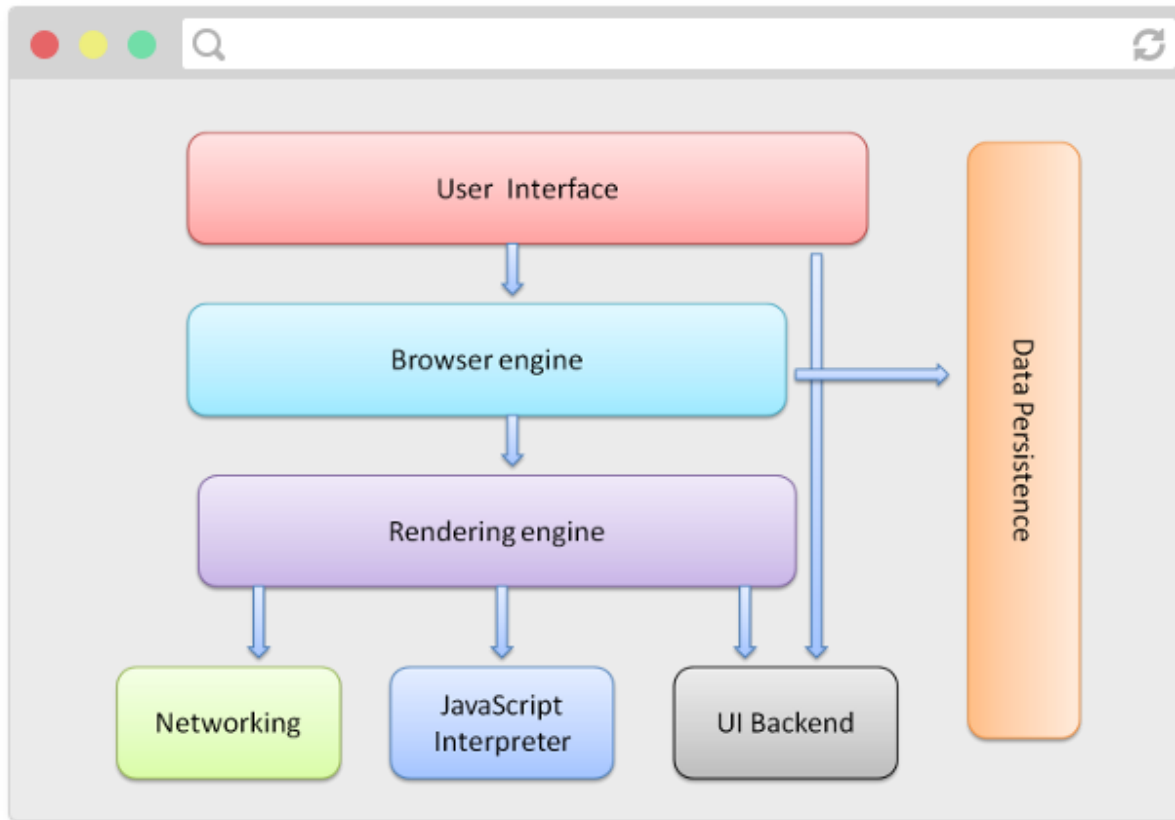 User Interface
Browser engine
Data Persistence
Rendering engine
Networking
JavaScript
Interpreter
UI Backend